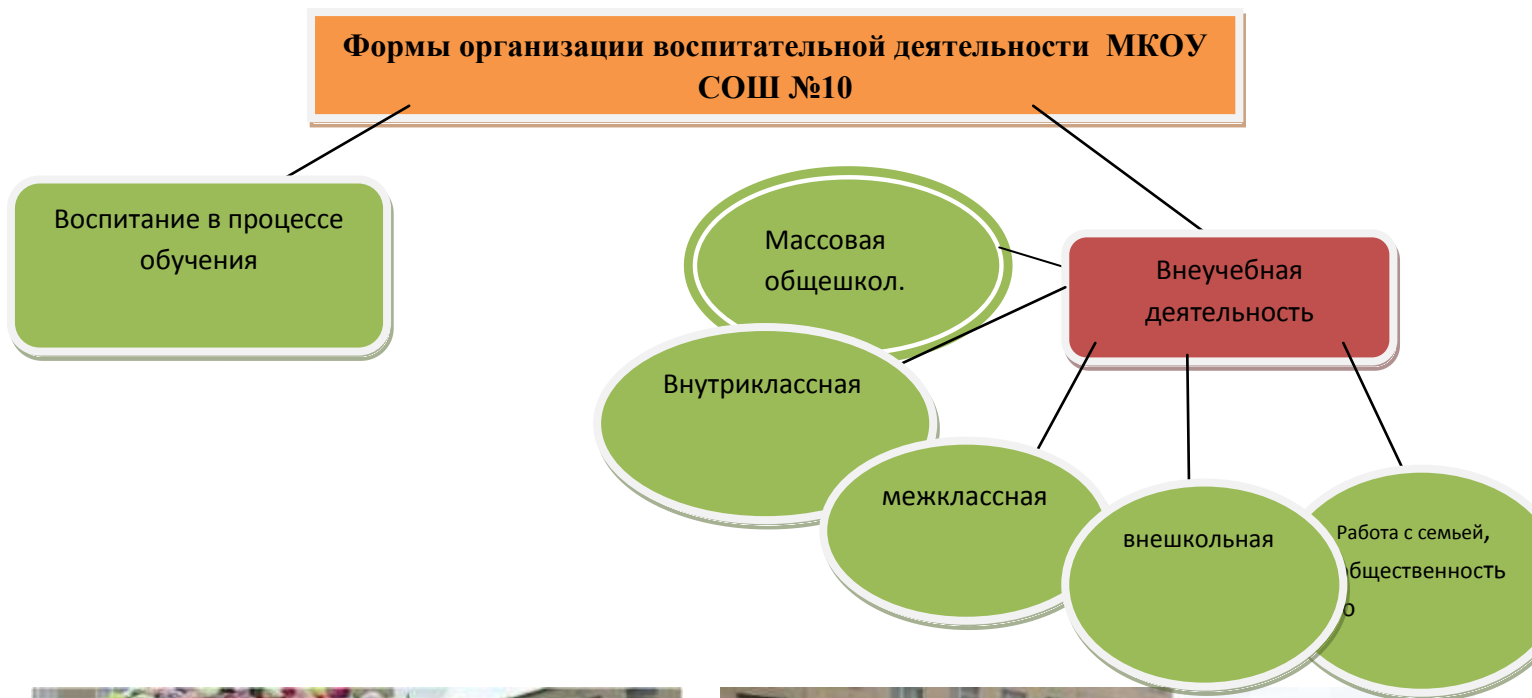 Формы организации воспитательной деятельности МКОУ
СОШ №10
Воспитание в процессе
обучения
Массовая
общешкол.
Внеучебная
деятельность
Внутриклассная
межклассная
внешкольная
Работа с семьей,
бщественность
ю